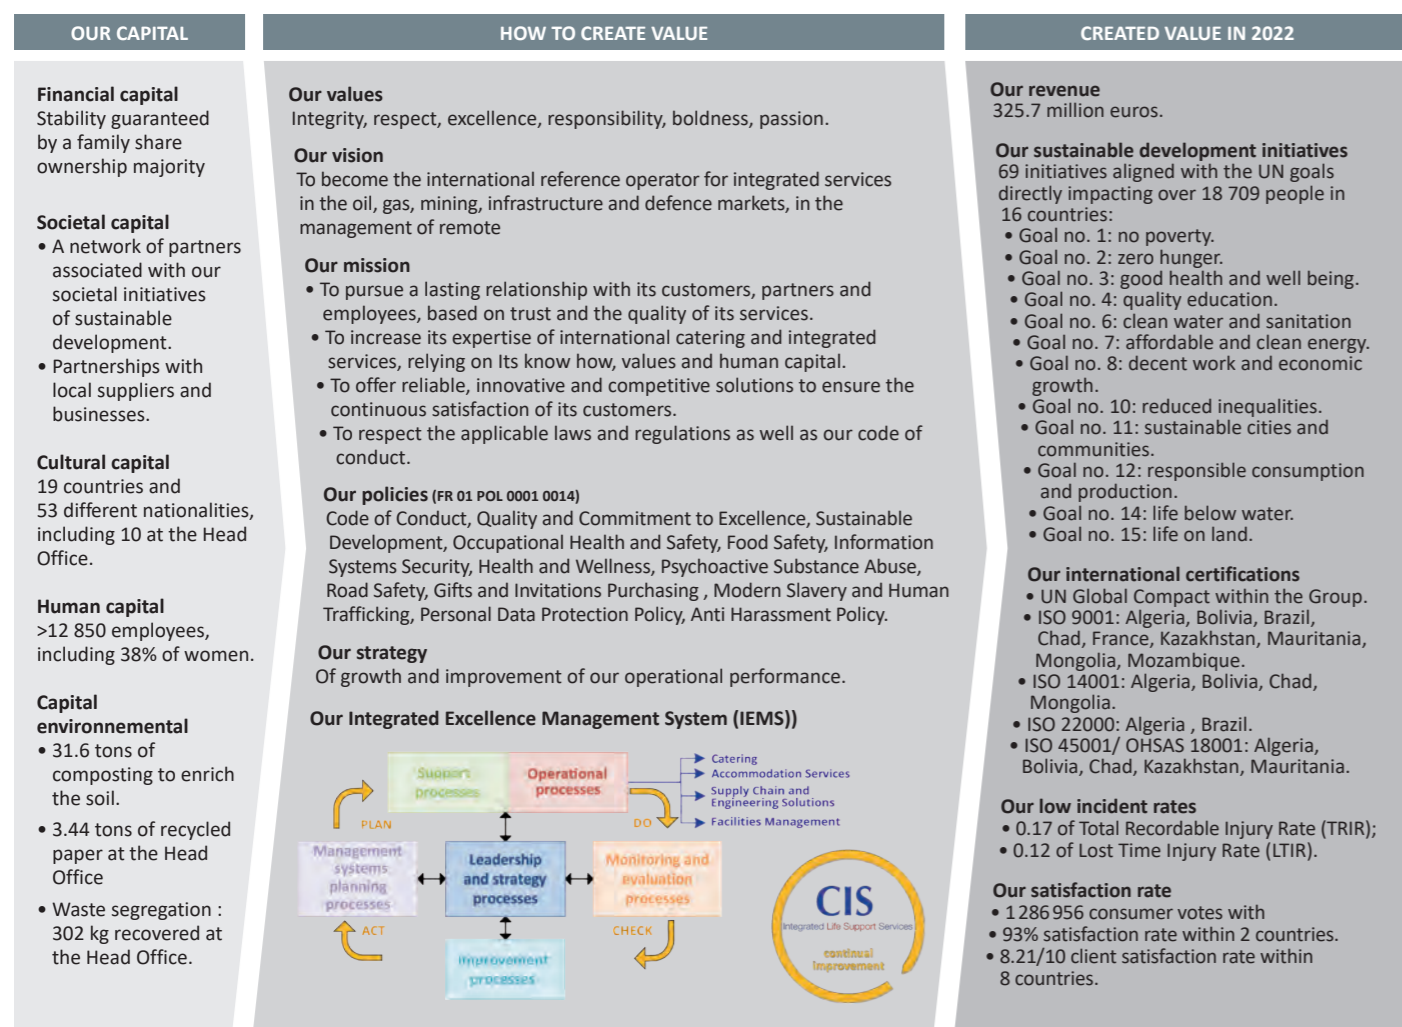 OUR CAPITAL
Financial capital
Stability guaranteed
by a family share
ownership majority
Societal capital
• A network of partners
associated with our
societal initiatives
of sustainable
development.
• Partnerships with
local suppliers and
businesses.
Cultural capital
19 countries and
53 different nationalities,
including 10 at the Head
Office.
Human capital
>12 850 employees,
including 38% of women.
Capital
environnemental
• 31.6 tons of
composting to enrich
the soil.
• 3.44 tons of recycled
paper at the Head
Office
• Waste segregation :
302 kg recovered at
the Head Office.
HOW TO CREATE VALUE
Our values
Integrity, respect, excellence, responsibility, boldness, passion.
Our vision
To become the international reference operator for integrated services
in the oil, gas, mining, infrastructure and defence markets, in the
management of remote
Our mission
• To pursue a lasting relationship with its customers, partners and
employees, based on trust and the quality of its services.
• To increase its expertise of international catering and integrated
services, relying on Its know how, values and human capital.
• To offer reliable, innovative and competitive solutions to ensure the
continuous satisfaction of its customers.
• To respect the applicable laws and regulations as well as our code of
conduct.
Our policies (FR 01 POL 0001 0014)
Code of Conduct, Quality and Commitment to Excellence, Sustainable
Development, Occupational Health and Safety, Food Safety, Information
Systems Security, Health and Wellness, Psychoactive Substance Abuse,
Road Safety, Gifts and Invitations Purchasing , Modern Slavery and Human
Trafficking, Personal Data Protection Policy, Anti Harassment Policy.
Our strategy
Of growth and improvement of our operational performance.
Our Integrated Excellence Management System (IEMS))
Support
processes
Operational
processes
Catering
Accommodation Services
Supply Chain and
Engineering Solutions
Facilities Management
PLAN
DO
Management
systems
planning
processes
Leadership
and strategy
processes
Monitoring and
evaluation
processes
ACT
CHECK
Improvement
processes
CIS
Integrated Life Support Services
continual
improvement
CREATED VALUE IN 2022
Our revenue
325.7 million euros.
Our sustainable development initiatives
69 initiatives aligned with the UN goals
directly impacting over 18 709 people in
16 countries:
• Goal no. 1: no poverty.
• Goal no. 2: zero hunger.
• Goal no. 3: good health and well being.
• Goal no. 4: quality education.
• Goal no. 6: clean water and sanitation
• Goal no. 7: affordable and clean energy.
• Goal no. 8: decent work and economic
growth.
• Goal no. 10: reduced inequalities.
• Goal no. 11: sustainable cities and
communities.
• Goal no. 12: responsible consumption
and production.
• Goal no. 14: life below water.
• Goal no. 15: life on land.
Our international certifications
• UN Global Compact within the Group.
• ISO 9001: Algeria, Bolivia, Brazil,
Chad, France, Kazakhstan, Mauritania,
Mongolia, Mozambique.
• ISO 14001: Algeria, Bolivia, Chad,
Mongolia.
• ISO 22000: Algeria , Brazil.
• ISO 45001/ OHSAS 18001: Algeria,
Bolivia, Chad, Kazakhstan, Mauritania.
Our low incident rates
• 0.17 of Total Recordable Injury Rate (TRIR);
• 0.12 of Lost Time Injury Rate (LTIR).
Our satisfaction rate
• 1 286 956 consumer votes with
• 93% satisfaction rate within 2 countries.
• 8.21/10 client satisfaction rate within
8 countries.